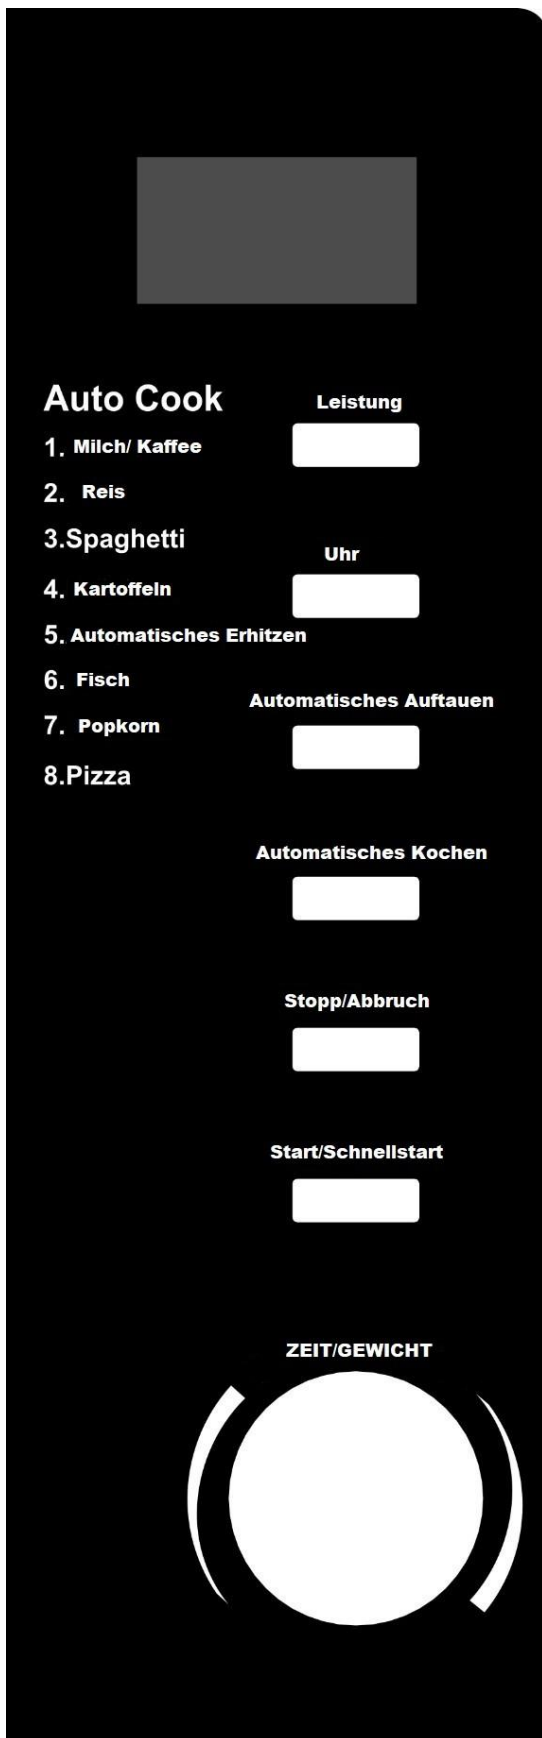 Auto Cook
1. Milch/ Kaffee
2. Reis
3.Spaghetti
4. Kartoffeln
5. Automatisches Erhitzen
6. Fisch
7. Popkorn
8.Pizza
Leistung
Uhr
Automatisches Auftauen
Automatisches Kochen
Stopp/Abbruch
Start/Schnellstart
ZEIT/GEWICHT